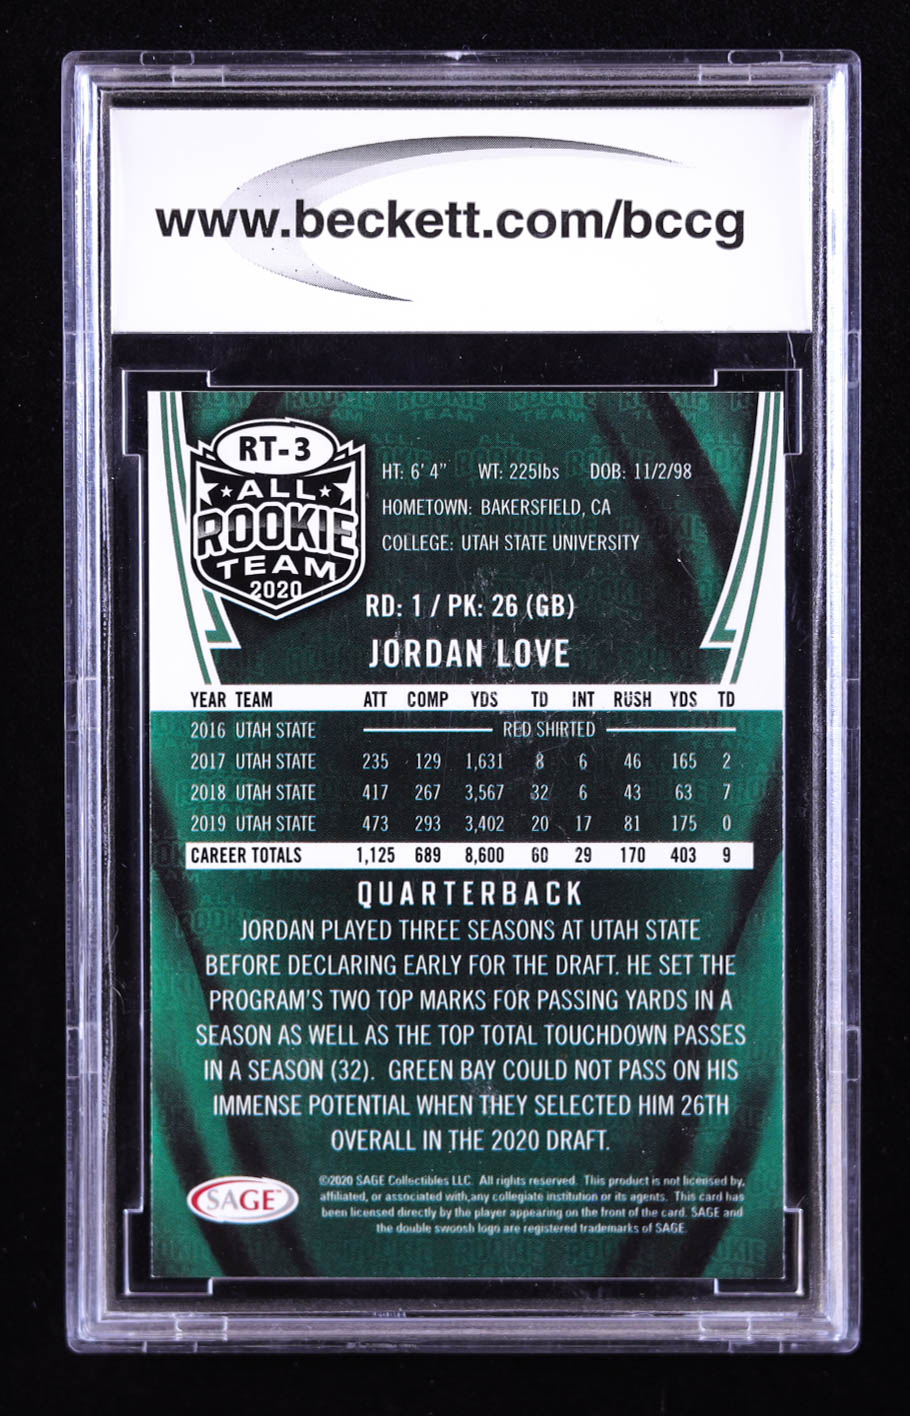 www.beckett.com/bccg
RT-3
ALL
ROOKIE
TEAM
2020
HT: 6' 4" WT: 225lbs DOB: 11/2/98
HOMETOWN: BAKERSFIELD, CA
COLLEGE: UTAH STATE UNIVERSITY
RD: 1 / PK: 26 (GB)
JORDAN LOVE
YEAR TEAM ATT COMP YDS TD INT RUSH YDS TD
2016 UTAH STATE RED SHIRTED
2017 UTAH STATE 235 129 1,631 8 6 46 165 2
2018 UTAH STATE 417 267 3,567 32 6 43 63 7
2019 UTAH STATE 473 293 3,402 20 17 81 175 0
CAREER TOTALS 1,125 689 8,600 60 29 170 403 9
QUARTERBACK
JORDAN PLAYED THREE SEASONS AT UTAH STATE
BEFORE DECLARING EARLY FOR THE DRAFT. HE SET THE
PROGRAM'S TWO TOP MARKS FOR PASSING YARDS IN A
SEASON AS WELL AS THE TOP TOTAL TOUCHDOWN PASSES
IN A SEASON (32). GREEN BAY COULD NOT PASS ON HIS
IMMENSE POTENTIAL WHEN THEY SELECTED HIM 26TH
OVERALL IN THE 2020 DRAFT.
SAGE
©2020 SAGE Collectibles LLC. All rights reserved. This product is not licensed by,
affiliated, or associated with, any collegiate institution or its agents. This card has
been licensed directly by the player appearing on the front of the card. SAGE and
the double swoosh logo are registered trademarks of SAGE.